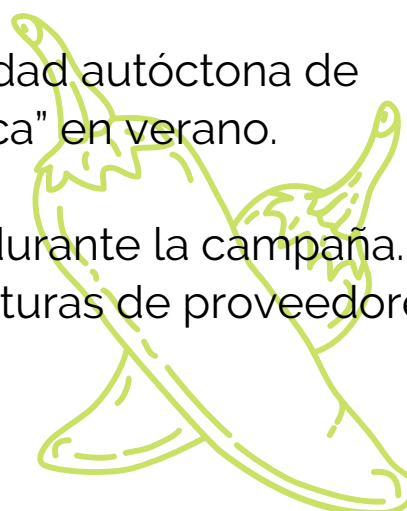 dad autóctona de
ca” en verano.
durante la campaña.
turas de proveedore